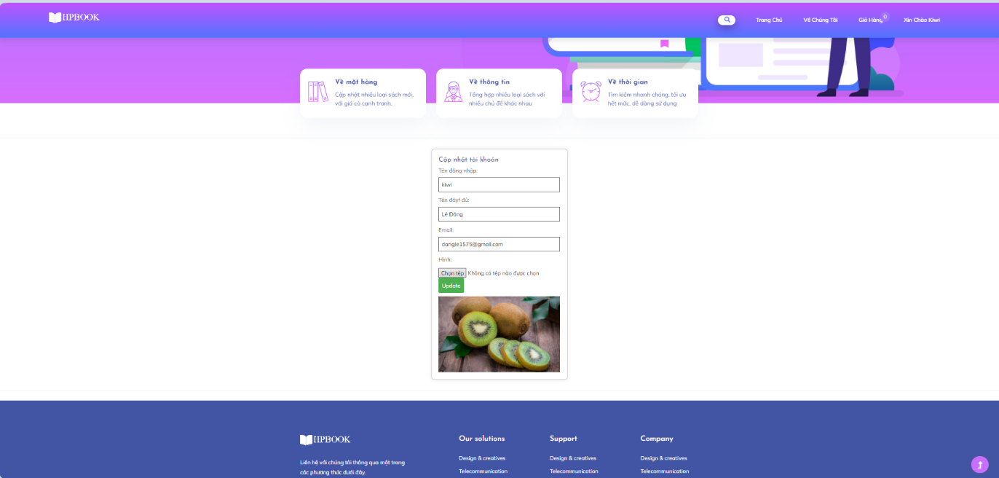 HPBOOK
Trang Chủ
Về Chúng Tôi
Giỏ Hàng
0
Xin Chào Kiwi
Về mặt hàng
Cập nhật nhiều loại sách mới,
với giá cả cạnh tranh.
Về thông tin
Tổng hợp nhiều loại sách với
nhiều chủ đề khác nhau
Về thời gian
Tìm kiếm nhanh chóng, tối ưu
hết mức, dễ dàng sử dụng
Cập nhật tài khoản
Tên đăng nhập:
kiwi
Tên đâyf đủ:
Lê Đăng
Email:
dangle1575@gmail.com
Hình:
Chọn tệp Không có tệp nào được chọn
Update
HPBOOK
Liên hệ với chúng tôi thông qua một trong
các phương thức dưới đây.
Our solutions
Design & creatives
Telecommunication
Support
Design & creatives
Telecommunication
Company
Design & creatives
Telecommunication